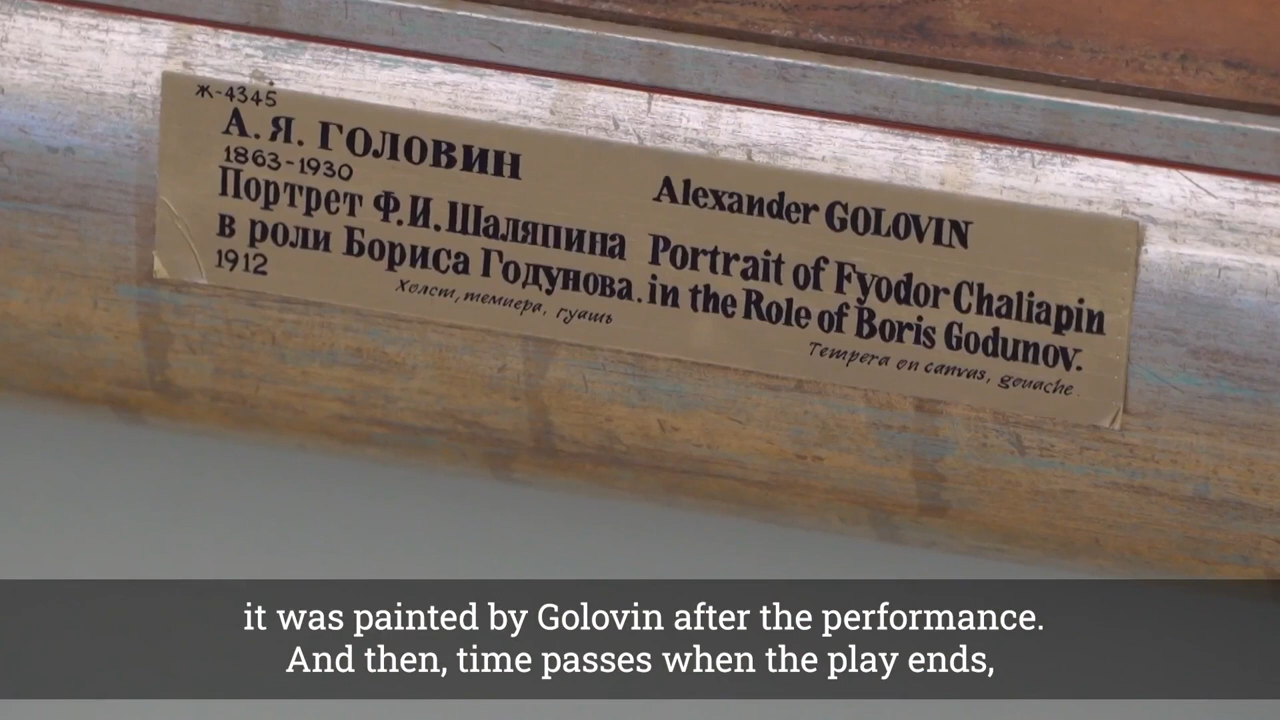 Ж-4345
А. Я. ГОЛОВИН
1863-1930
Портрет Ф.И. Шаляпина
в роли Бориса Годунова.
1912
Холст, темпера, гуашь
Alexander GOLOVIN
Portrait of Fyodor Chaliapin
in the Role of Boris Godunov.
Tempera on canvas, gouache
it was painted by Golovin after the performance.
And then, time passes when the play ends,